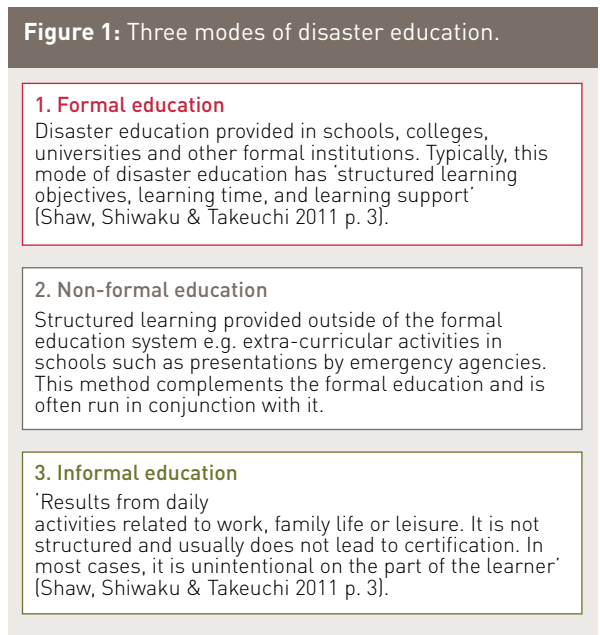 Figure 1: Three modes of disaster education.
1. Formal education
Disaster education provided in schools, colleges,
universities and other formal institutions. Typically, this
mode of disaster education has ‘structured learning
objectives, learning time, and learning support’
(Shaw, Shiwaku & Takeuchi 2011 p. 3).
2. Non-formal education
Structured learning provided outside of the formal
education system e.g. extra-curricular activities in
schools such as presentations by emergency agencies.
This method complements the formal education and is
often run in conjunction with it.
3. Informal education
‘Results from daily
activities related to work, family life or leisure. It is not
structured and usually does not lead to certification. In
most cases, it is unintentional on the part of the learner’
(Shaw, Shiwaku & Takeuchi 2011 p. 3).